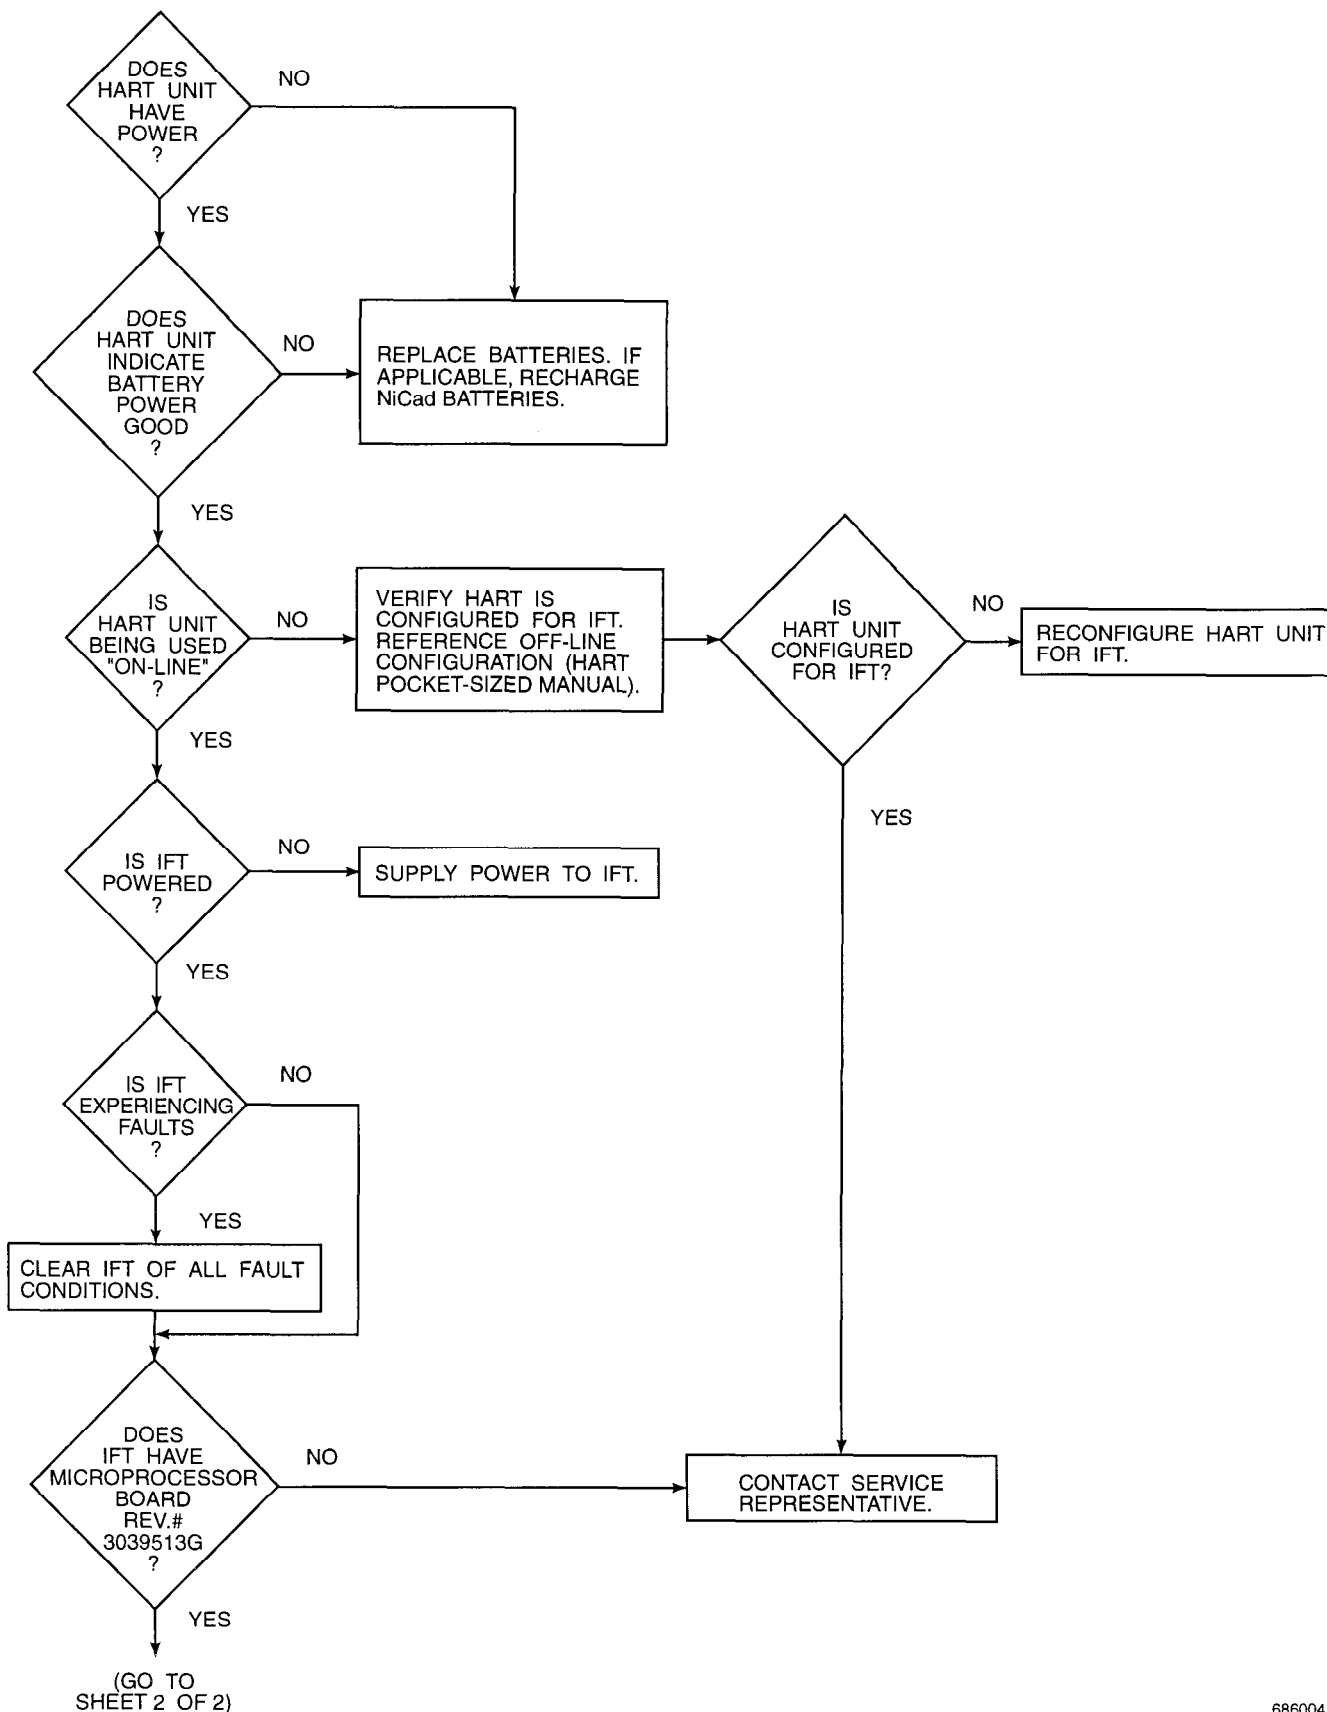 DOES
HART UNIT
HAVE
POWER
?
NO
YES
DOES
HART UNIT
INDICATE
BATTERY
POWER
GOOD
?
NO
REPLACE BATTERIES. IF
APPLICABLE, RECHARGE
NiCad BATTERIES.
YES
IS
HART UNIT
BEING USED
"ON-LINE"
?
NO
VERIFY HART IS
CONFIGURED FOR IFT.
REFERENCE OFF-LINE
CONFIGURATION (HART
POCKET-SIZED MANUAL).
IS
HART UNIT
CONFIGURED
FOR IFT?
NO
RECONFIGURE HART UNIT
FOR IFT.
YES
YES
IS IFT
POWERED
?
NO
SUPPLY POWER TO IFT.
YES
IS IFT
EXPERIENCING
FAULTS
?
NO
YES
CLEAR IFT OF ALL FAULT
CONDITIONS.
DOES
IFT HAVE
MICROPROCESSOR
BOARD
REV.#
3039513G
?
NO
CONTACT SERVICE
REPRESENTATIVE.
YES
(GO TO
SHEET 2 OF 2)
686004